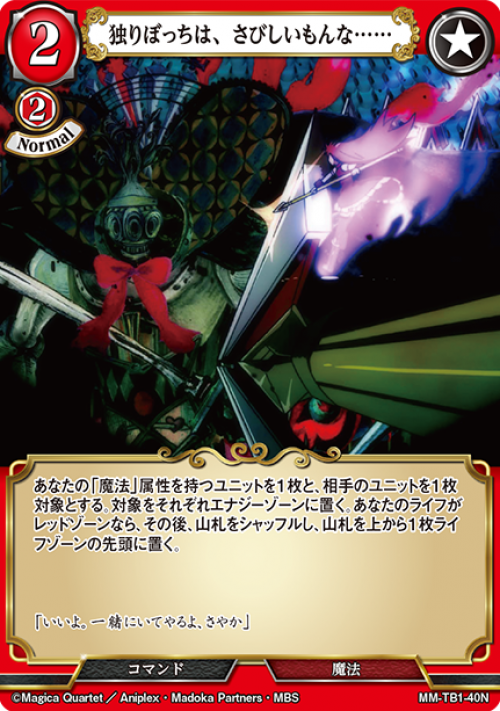 2
独りぼっちは、さびしいもんな……
2
Normal
あなたの「魔法」属性を持つユニットを1枚と、相手のユニットを1枚
対象とする。対象をそれぞれエナジーゾーンに置く。あなたのライフが
レッドゾーンなら、その後、山札をシャッフルし、山札を上から1枚ライ
フゾーンの先頭に置く。
「いいよ。一緒にいてやるよ、さやか」
コマンド
魔法
©Magica Quartet／Aniplex・Madoka Partners・MBS
MM-TB1-40N